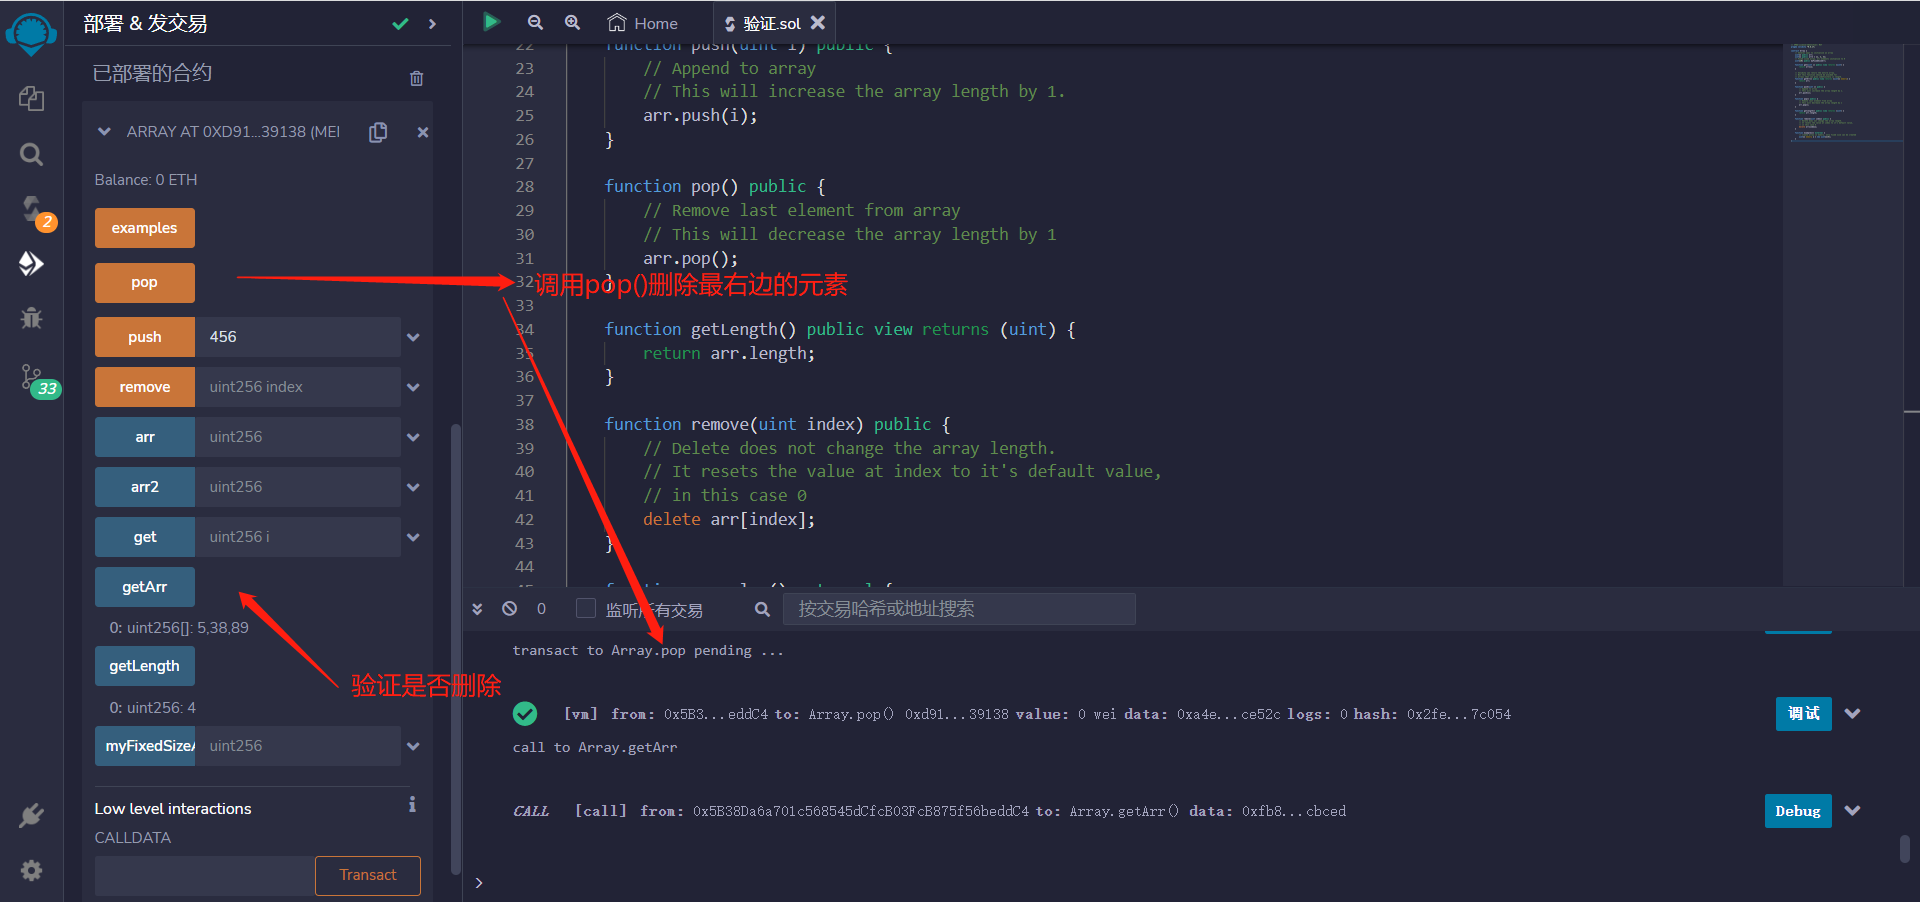 部署 & 发交易
Home
验证.sol
已部署的合约
ARRAY AT 0XD91...39138 (MEI
Balance: 0 ETH
2
33
examples
pop
push
456
remove
uint256 index
arr
uint256
arr2
uint256
get
uint256 i
getArr
0: uint256[]: 5,38,89
getLength
0: uint256: 4
myFixedSizeA
uint256
Low level interactions
i
CALLDATA
Transact
22 function push(uint i) public {
23 // Append to array
24 // This will increase the array length by 1.
25 arr.push(i);
26 }
27
28 function pop() public {
29 // Remove last element from array
30 // This will decrease the array length by 1
31 arr.pop();
32 }
调用pop()删除最右边的元素
33
34 function getLength() public view returns (uint) {
35 return arr.length;
36 }
37
38 function remove(uint index) public {
39 // Delete does not change the array length.
40 // It resets the value at index to it's default value,
41 // in this case 0
42 delete arr[index];
43 }
44
验证是否删除
0
监听所有交易
按交易哈希或地址搜索
transact to Array.pop pending ...
[vm] from: 0x5B3...eddC4 to: Array.pop() 0xd91...39138 value: 0 wei data: 0xa4e...ce52c logs: 0 hash: 0x2fe...7c054
调试
call to Array.getArr
CALL [call] from: 0x5B38Da6a701c568545dCfcB03FcB875f56beddC4 to: Array.getArr() data: 0xfb8...cbced
Debug
>